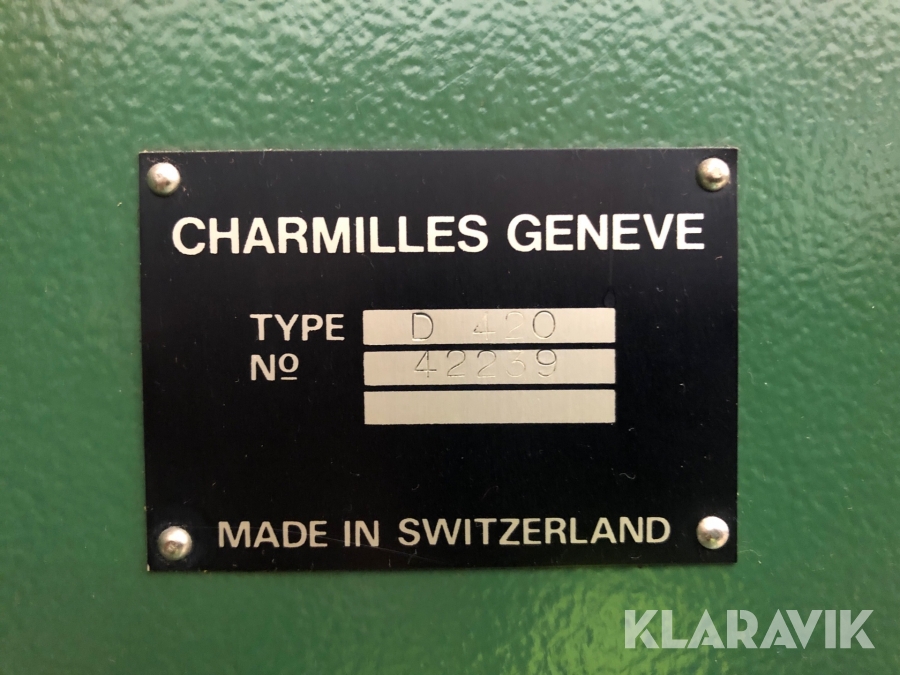 CHARMILLES GENEVE
TYPE D 420
Nº 42239
MADE IN SWITZERLAND
KLARAVIK